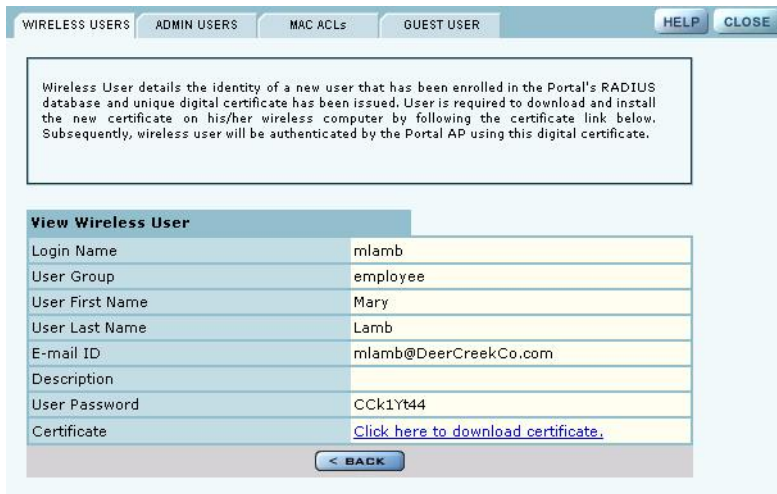 WIRELESS USERS
ADMIN USERS
MAC ACLs
GUEST USER
HELP
CLOSE
Wireless User details the identity of a new user that has been enrolled in the Portal's RADIUS
database and unique digital certificate has been issued. User is required to download and install
the new certificate on his/her wireless computer by following the certificate link below.
Subsequently, wireless user will be authenticated by the Portal AP using this digital certificate.
View Wireless User
Login Name mlamb
User Group employee
User First Name Mary
User Last Name Lamb
E-mail ID mlamb@DeerCreekCo.com
Description
User Password CCk1Yt44
Certificate Click here to download certificate.
< BACK